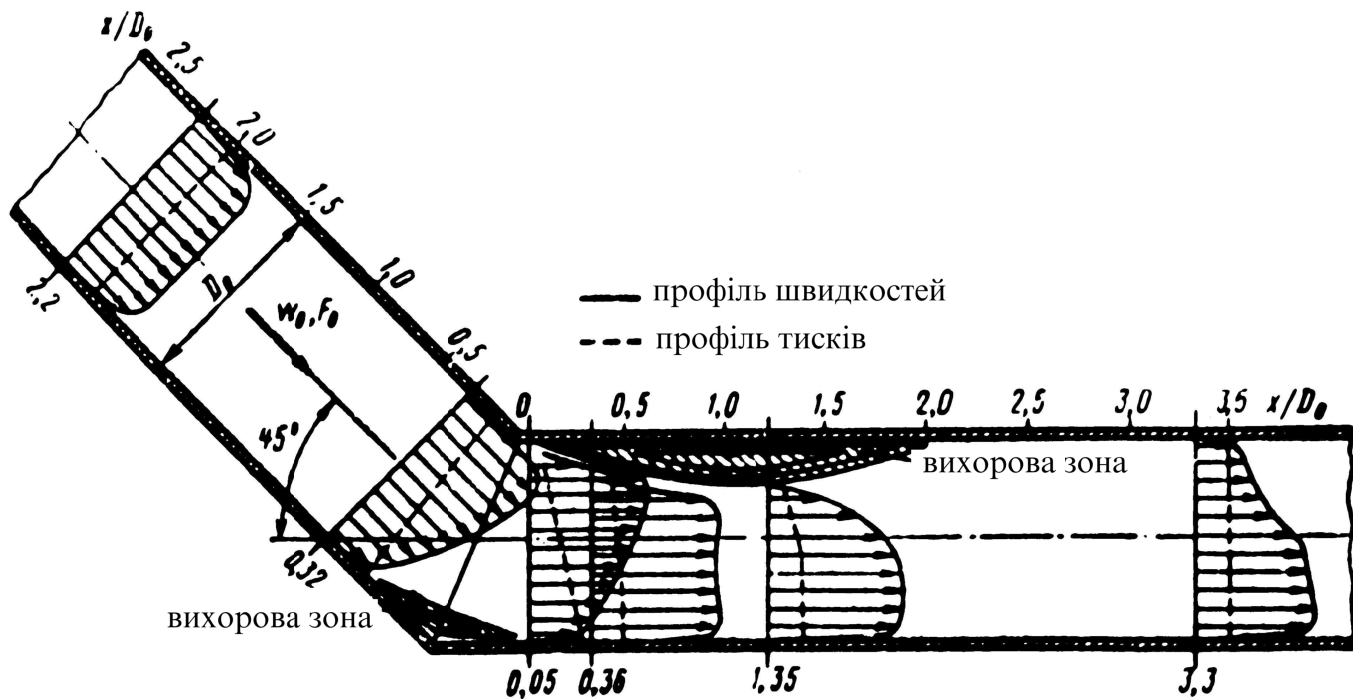 x/D₀
2,5
2,0
1,5
1,0
0,5
2,2
D₀
w₀, F₀
45°
0,32
профіль швидкостей
профіль тисків
0
0,5
1,0
1,5
2,0
2,5
3,0
3,5
x/D₀
вихорова зона
вихорова зона
0,05
0,36
1,35
3,3